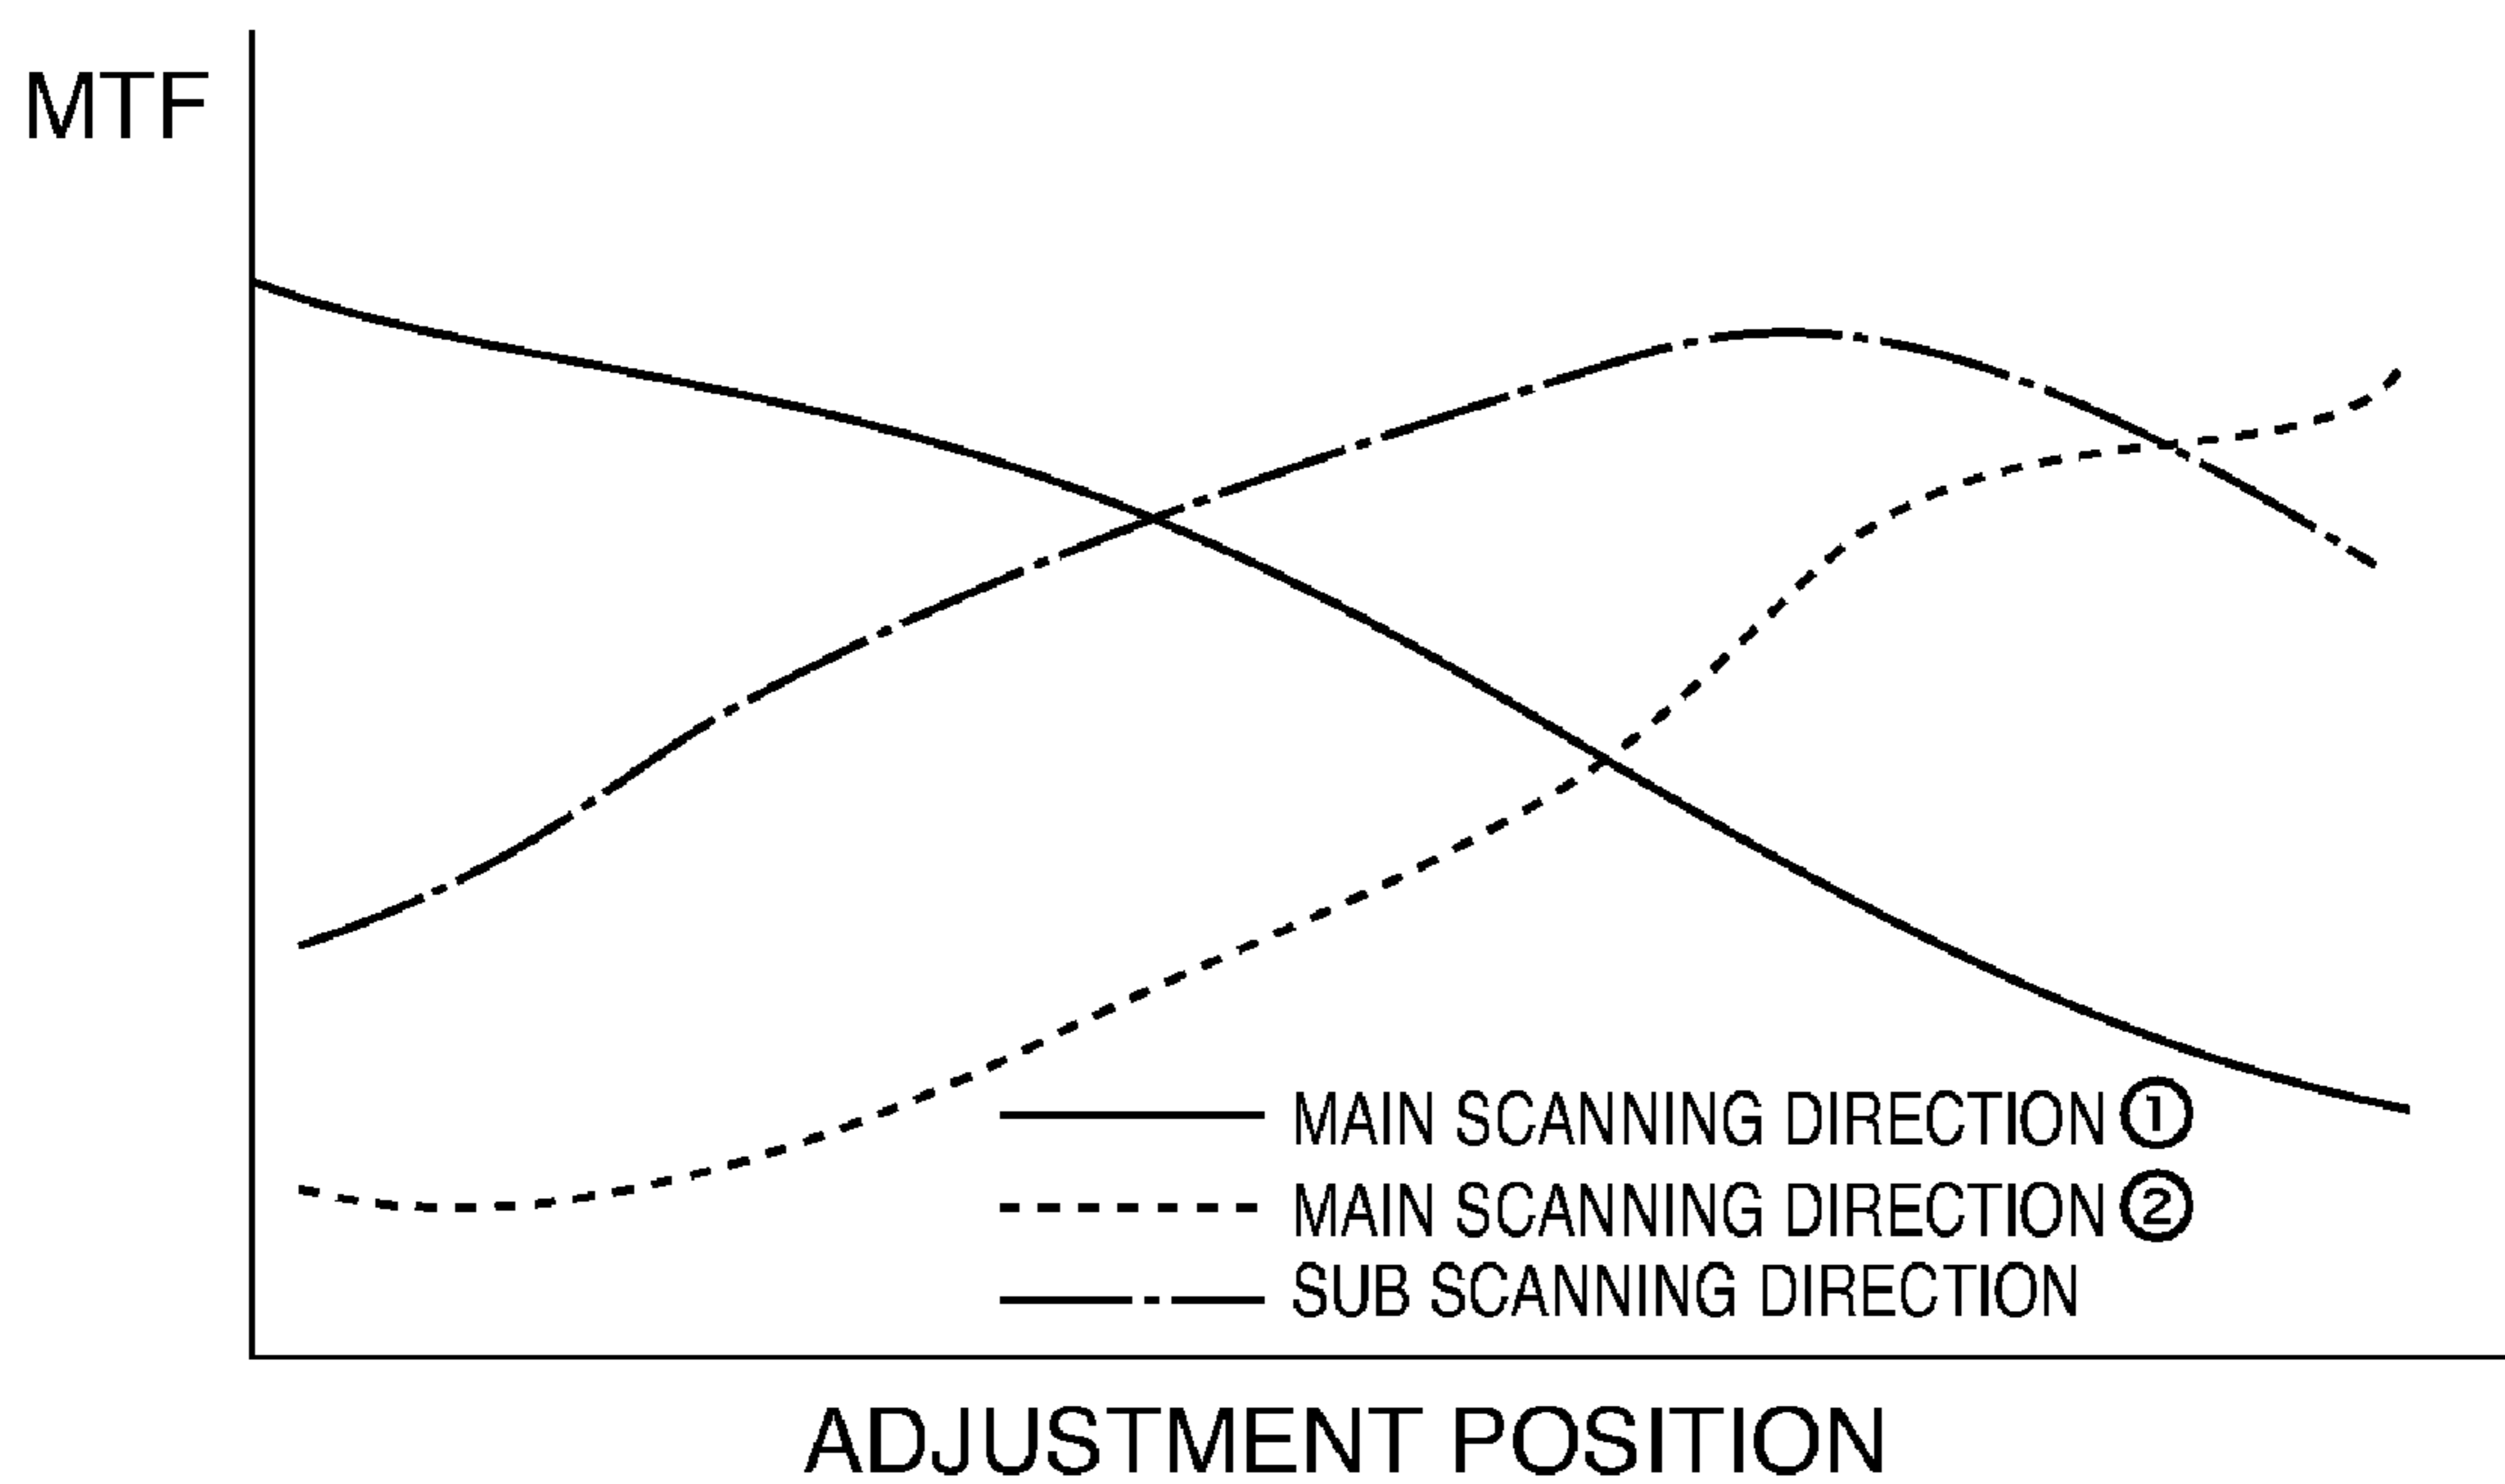 MTF
MAIN SCANNING DIRECTION ①
MAIN SCANNING DIRECTION ②
SUB SCANNING DIRECTION
ADJUSTMENT POSITION